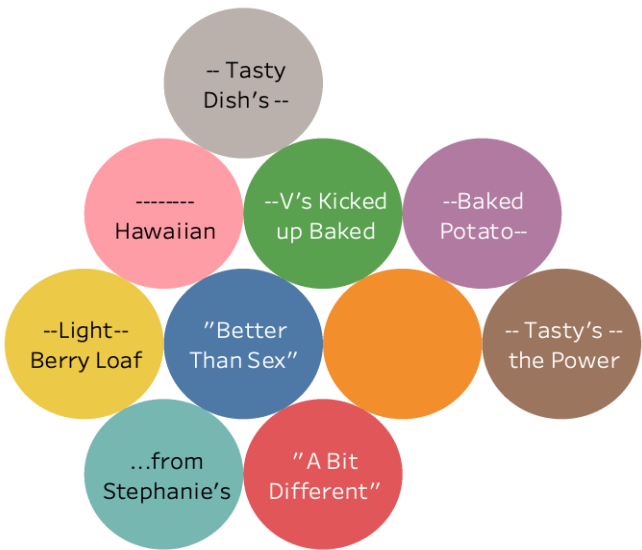 -- Tasty
Dish's --
--------
Hawaiian
--V's Kicked
up Baked
--Baked
Potato--
--Light--
Berry Loaf
"Better
Than Sex"
-- Tasty's --
the Power
...from
Stephanie's
"A Bit
Different"